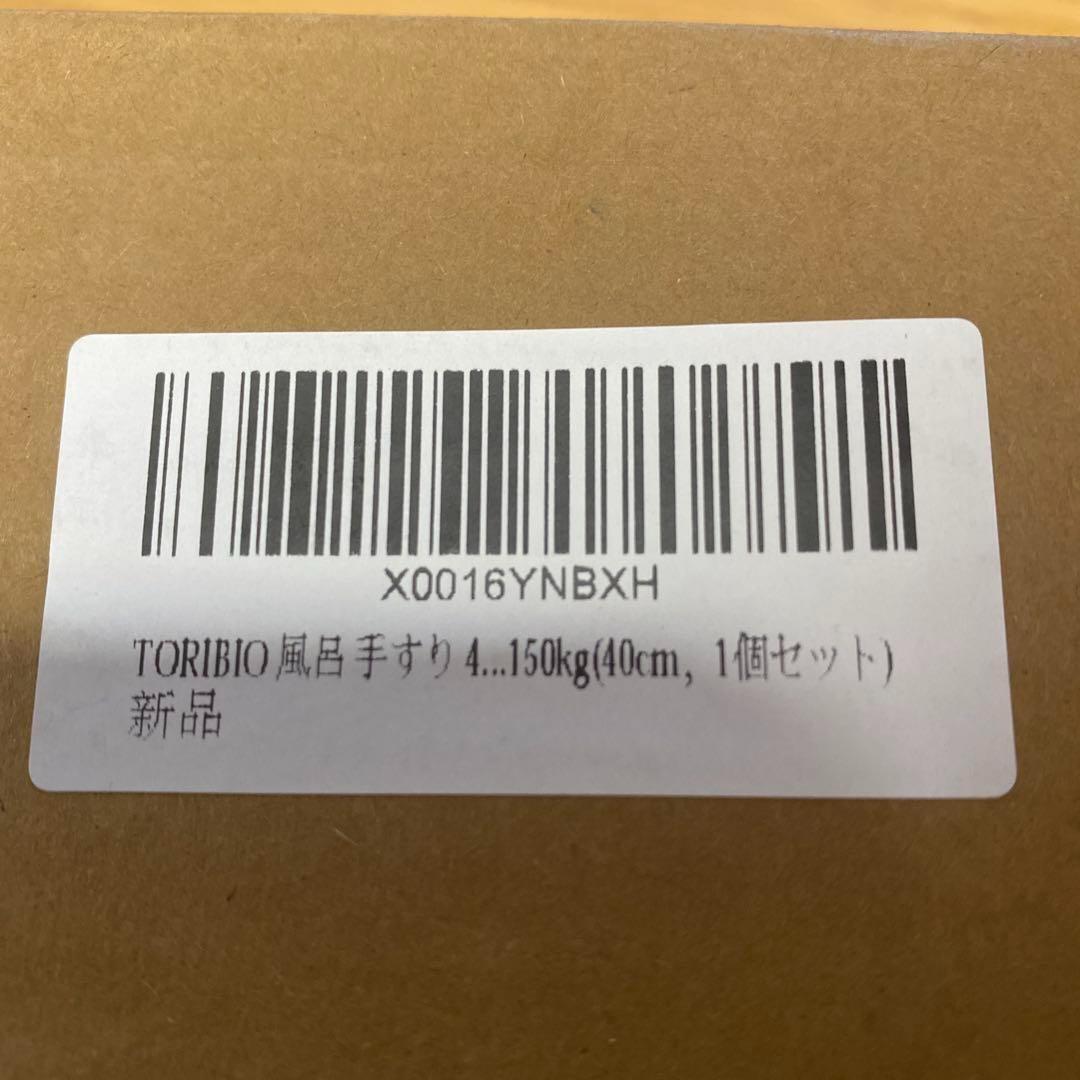 X0016YNBXH
TORIBIO 風呂 手すり 4...150kg(40cm, 1個セット)
新品